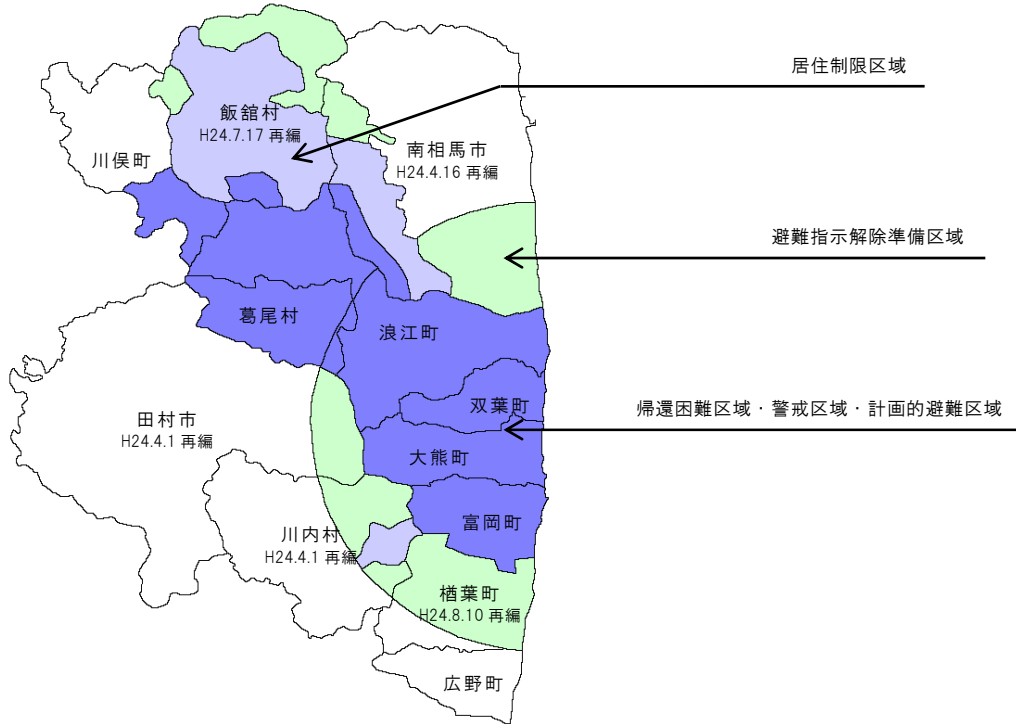 居住制限区域
飯舘村
H24.7.17 再編
川俣町
南相馬市
H24.4.16 再編
避難指示解除準備区域
葛尾村
浪江町
双葉町
帰還困難区域・警戒区域・計画的避難区域
田村市
H24.4.1 再編
大熊町
富岡町
川内村
H24.4.1 再編
楢葉町
H24.8.10 再編
広野町